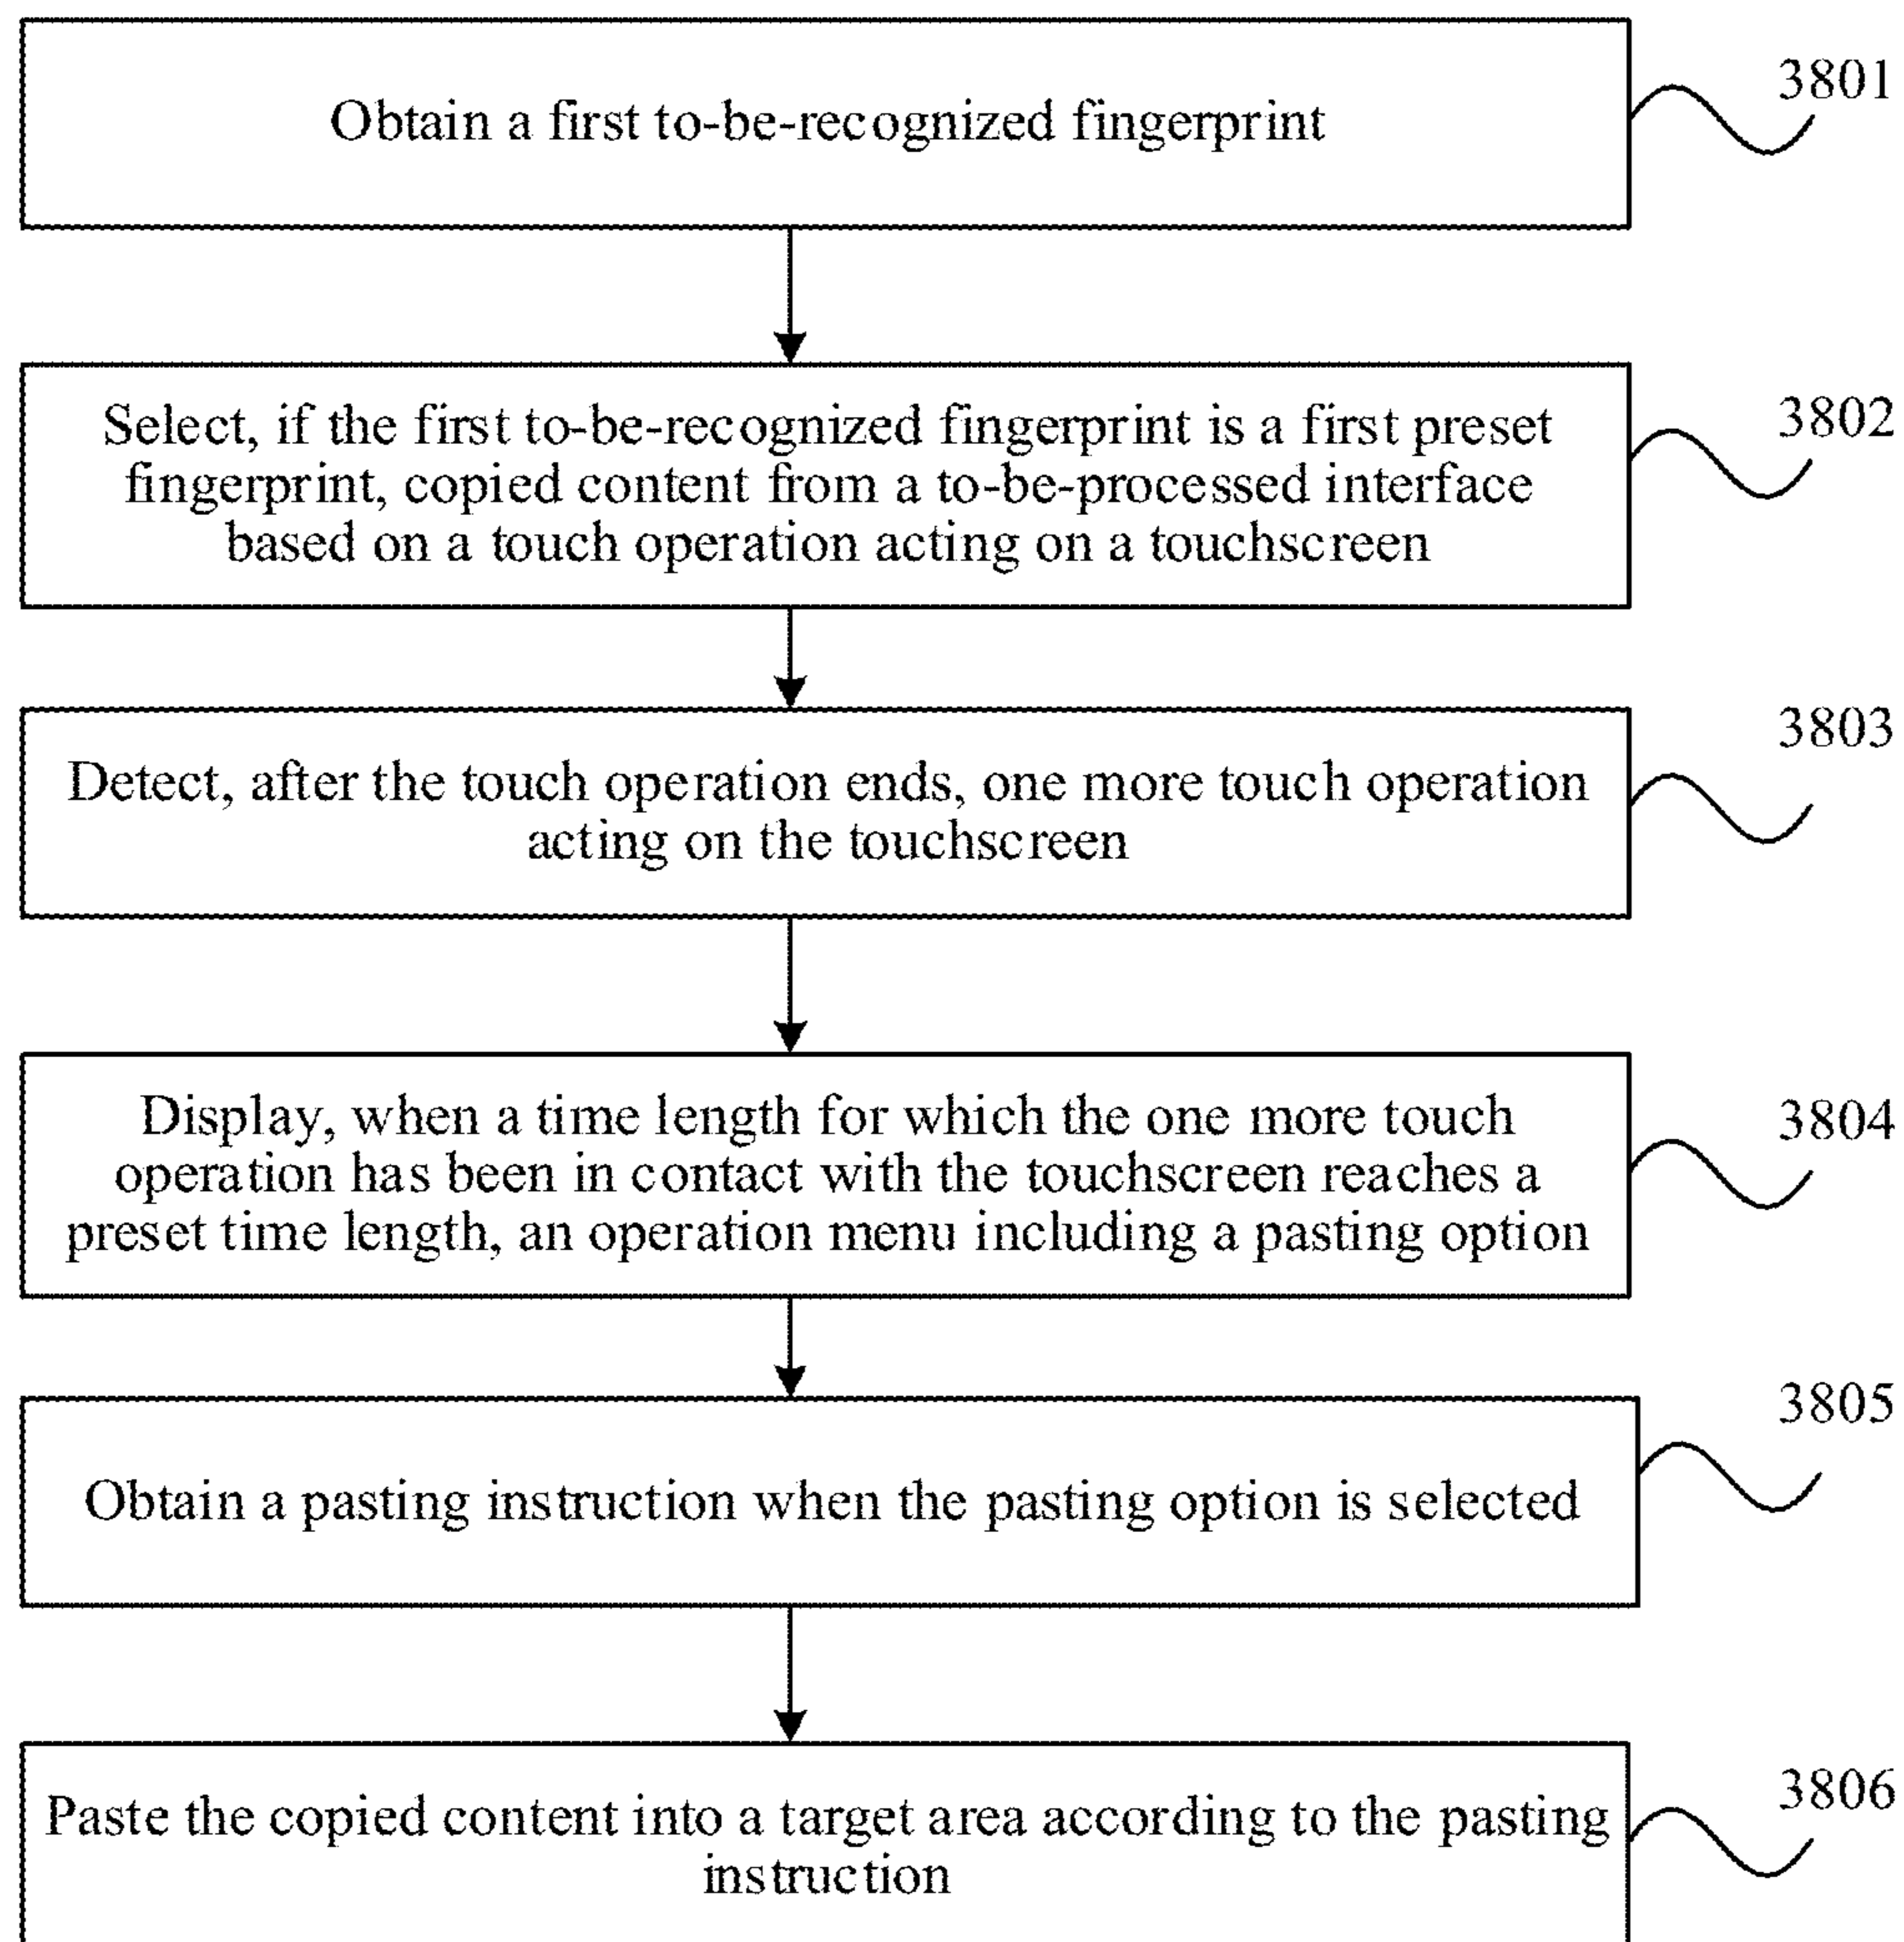 Obtain a first to-be-recognized fingerprint
3801
Select, if the first to-be-recognized fingerprint is a first preset
fingerprint, copied content from a to-be-processed interface
based on a touch operation acting on a touchscreen
3802
Detect, after the touch operation ends, one more touch operation
acting on the touchscreen
3803
Display, when a time length for which the one more touch
operation has been in contact with the touchscreen reaches a
preset time length, an operation menu including a pasting option
3804
Obtain a pasting instruction when the pasting option is selected
3805
Paste the copied content into a target area according to the pasting
instruction
3806